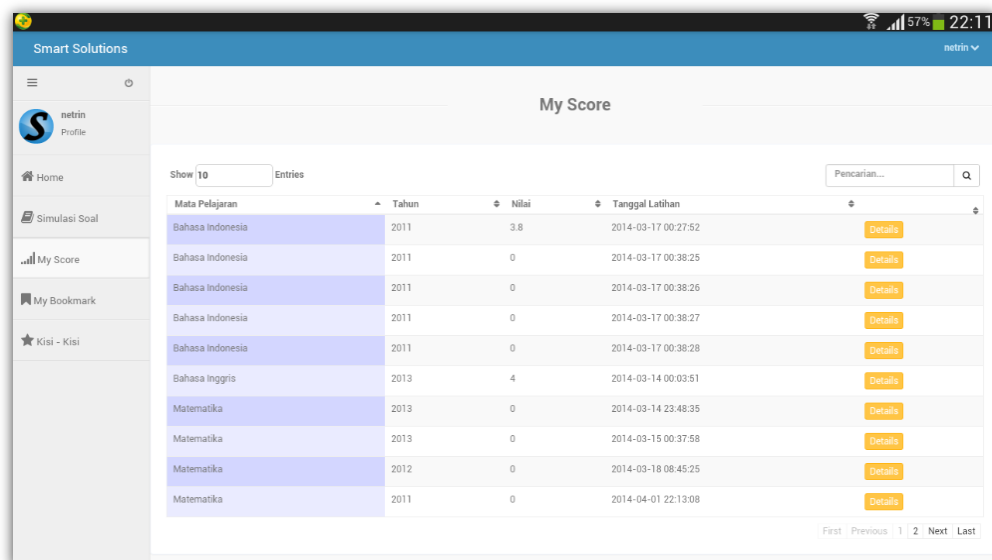 57% 22:11
Smart Solutions netrin
netrin
Profile
Home
Simulasi Soal
My Score
My Bookmark
Kisi - Kisi
My Score
Show 10 Entries Pencarian...
Mata Pelajaran Tahun Nilai Tanggal Latihan
Bahasa Indonesia 2011 3.8 2014-03-17 00:27:52 Details
Bahasa Indonesia 2011 0 2014-03-17 00:38:25 Details
Bahasa Indonesia 2011 0 2014-03-17 00:38:26 Details
Bahasa Indonesia 2011 0 2014-03-17 00:38:27 Details
Bahasa Indonesia 2011 0 2014-03-17 00:38:28 Details
Bahasa Inggris 2013 4 2014-03-14 00:03:51 Details
Matematika 2013 0 2014-03-14 23:48:35 Details
Matematika 2013 0 2014-03-15 00:37:58 Details
Matematika 2012 0 2014-03-18 08:45:25 Details
Matematika 2011 0 2014-04-01 22:13:08 Details
First Previous 1 2 Next Last